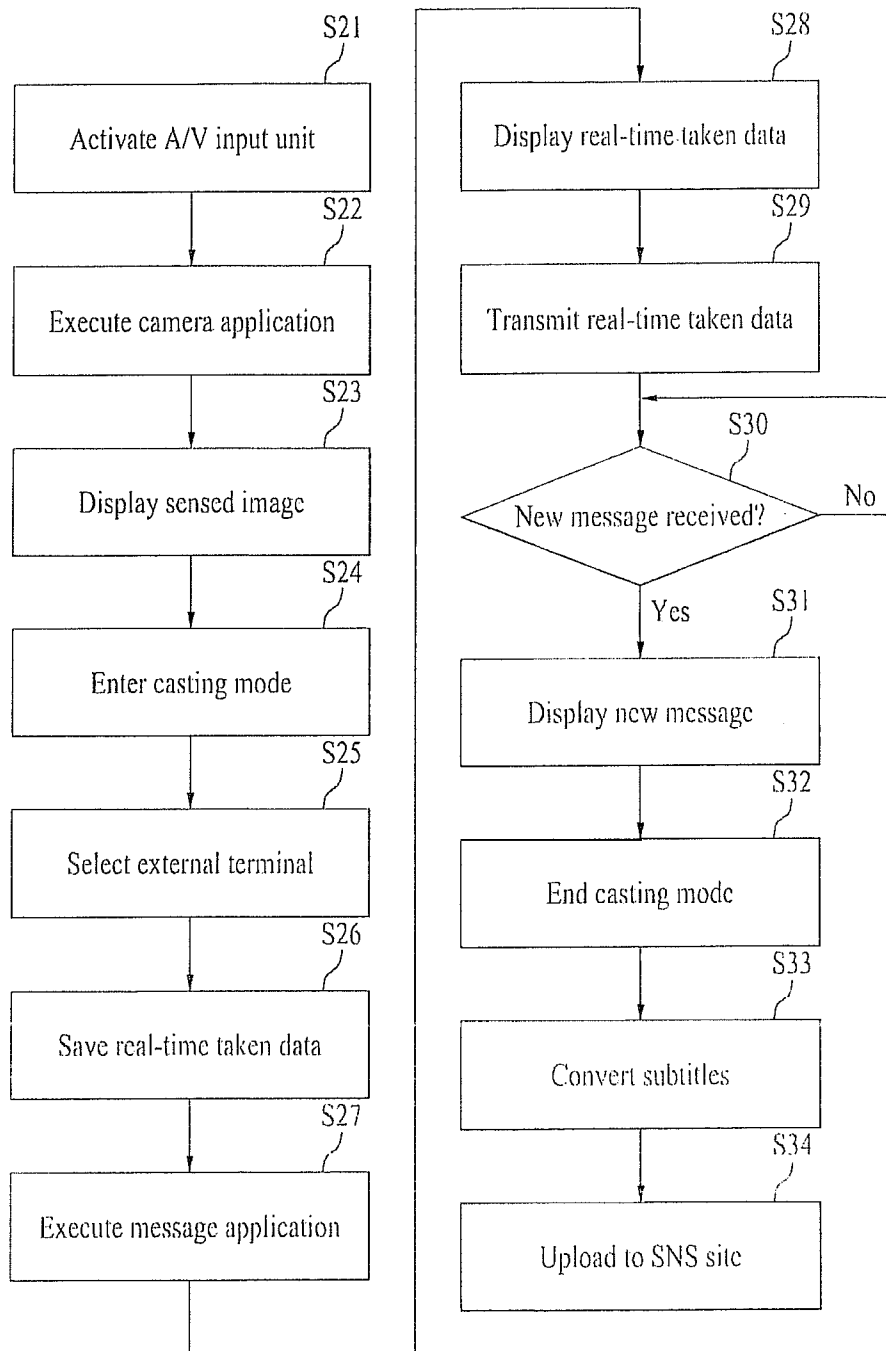 S21
Activate A/V input unit
S22
Execute camera application
S23
Display sensed image
S24
Enter casting mode
S25
Select external terminal
S26
Save real-time taken data
S27
Execute message application
S28
Display real-time taken data
S29
Transmit real-time taken data
S30
New message received?
No
Yes
S31
Display new message
S32
End casting mode
S33
Convert subtitles
S34
Upload to SNS site